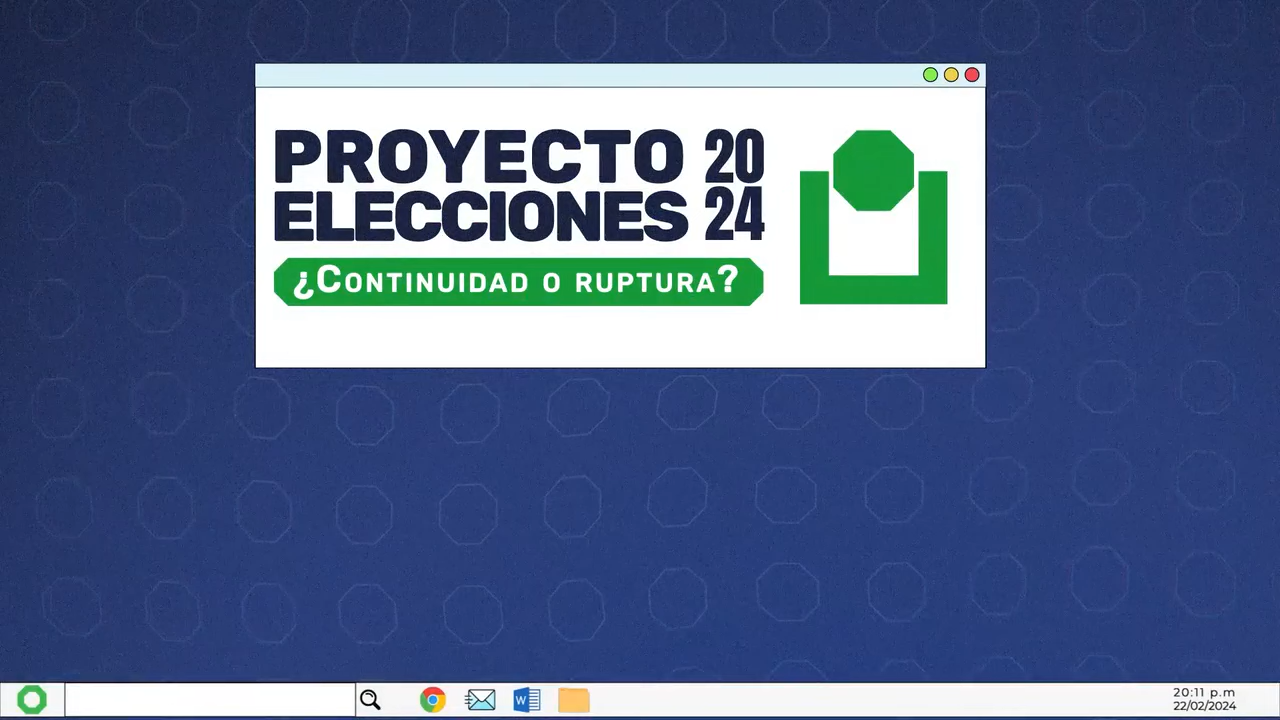 PROYECTO 20
ELECCIONES 24
¿CONTINUIDAD O RUPTURA?
W
20:11 p.m
22/02/2024